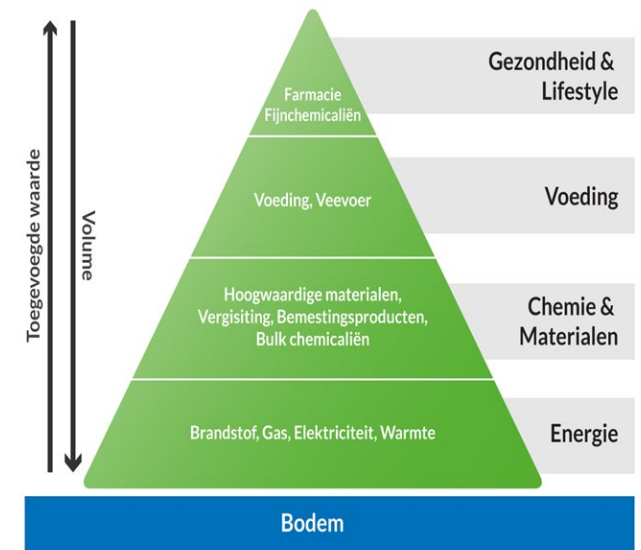 Gezondheid &
Lifestyle
Farmacie
Fijnchemicaliën
Voeding, Veevoer
Voeding
Toegevoegde waarde
Volume
Hoogwaardige materialen,
Vergisiting, Bemestingsproducten,
Bulk chemicaliën
Chemie &
Materialen
Brandstof, Gas, Elektriciteit, Warmte
Energie
Bodem